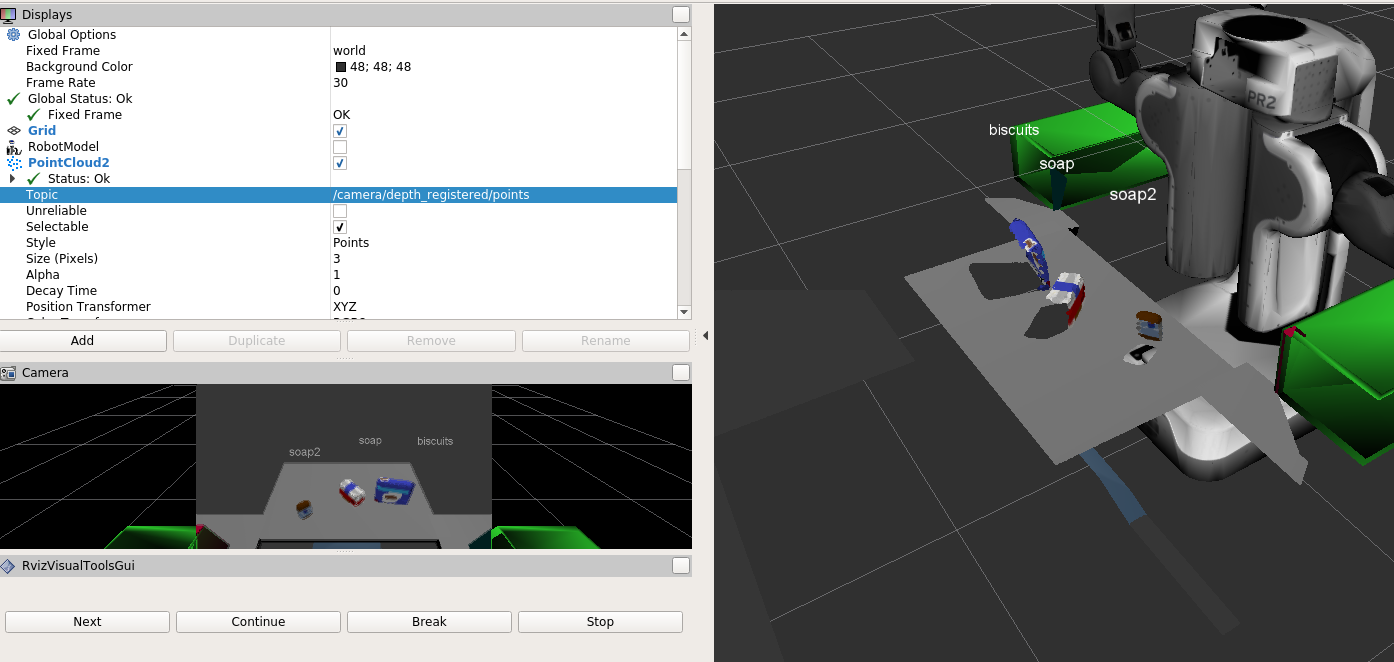 Displays
Global Options
Fixed Frame world
Background Color 48; 48; 48
Frame Rate 30
Global Status: Ok
Fixed Frame OK
Grid
RobotModel
PointCloud2
Status: Ok
Topic /camera/depth_registered/points
Unreliable
Selectable
Style Points
Size (Pixels) 3
Alpha 1
Decay Time 0
Position Transformer XYZ
Add Duplicate Remove Rename
Camera
soap2 soap biscuits
RvizVisualToolsGui
Next Continue Break Stop
PR2
biscuits
soap
soap2